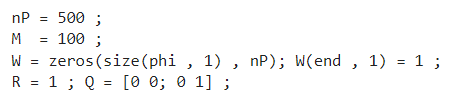 nP = 500 ;
M  = 100 ;
W = zeros(size(phi , 1) , nP); W(end , 1) = 1 ;
R = 1 ; Q = [0 0; 0 1] ;